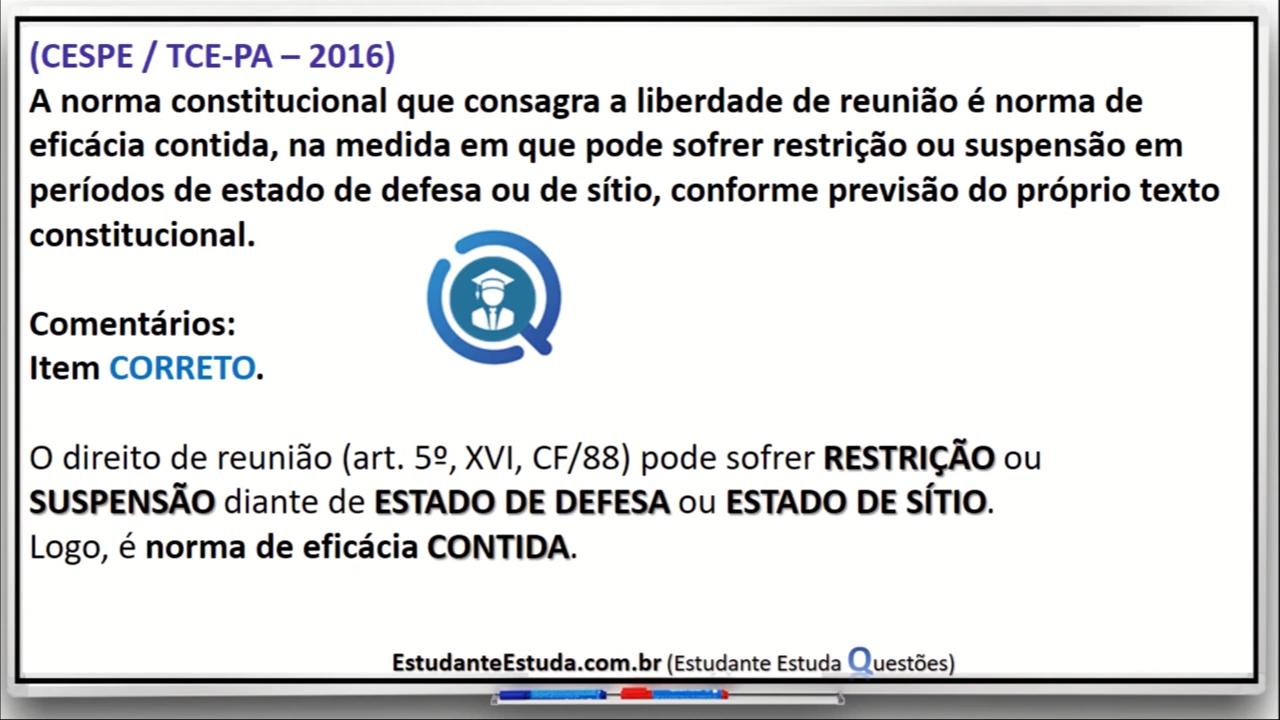 (CESPE / TCE-PA – 2016)
A norma constitucional que consagra a liberdade de reunião é norma de
eficácia contida, na medida em que pode sofrer restrição ou suspensão em
períodos de estado de defesa ou de sítio, conforme previsão do próprio texto
constitucional.
Comentários:
Item CORRETO.
O direito de reunião (art. 5º, XVI, CF/88) pode sofrer RESTRIÇÃO ou
SUSPENSÃO diante de ESTADO DE DEFESA ou ESTADO DE SÍTIO.
Logo, é norma de eficácia CONTIDA.
EstudanteEstuda.com.br (Estudante Estuda Questões)